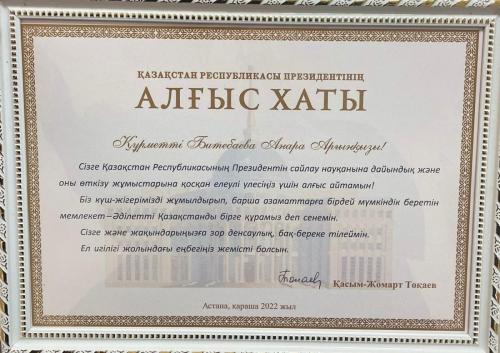 ҚАЗАҚСТАН РЕСПУБЛИКАСЫ ПРЕЗИДЕНТІНІҢ
АЛҒЫС ХАТЫ
Құрметті Битебаева Анара Арынқызы!
Сізге Қазақстан Республикасының Президентін сайлау науқанына дайындық және
оны өткізу жұмыстарына қосқан елеулі үлесіңіз үшін алғыс айтамын!
Біз күш-жігерімізді жұмылдырып, барша азаматтарға бірдей мүмкіндік беретін
мемлекет—Әділетті Қазақстанды бірге құрамыз деп сенемін.
Сізге және жақындарыңызға зор денсаулық, бақ-береке тілеймін.
Ел игілігі жолындағы еңбегіңіз жемісті болсын.
Қасым-Жомарт Тоқаев
Астана, қараша 2022 жыл